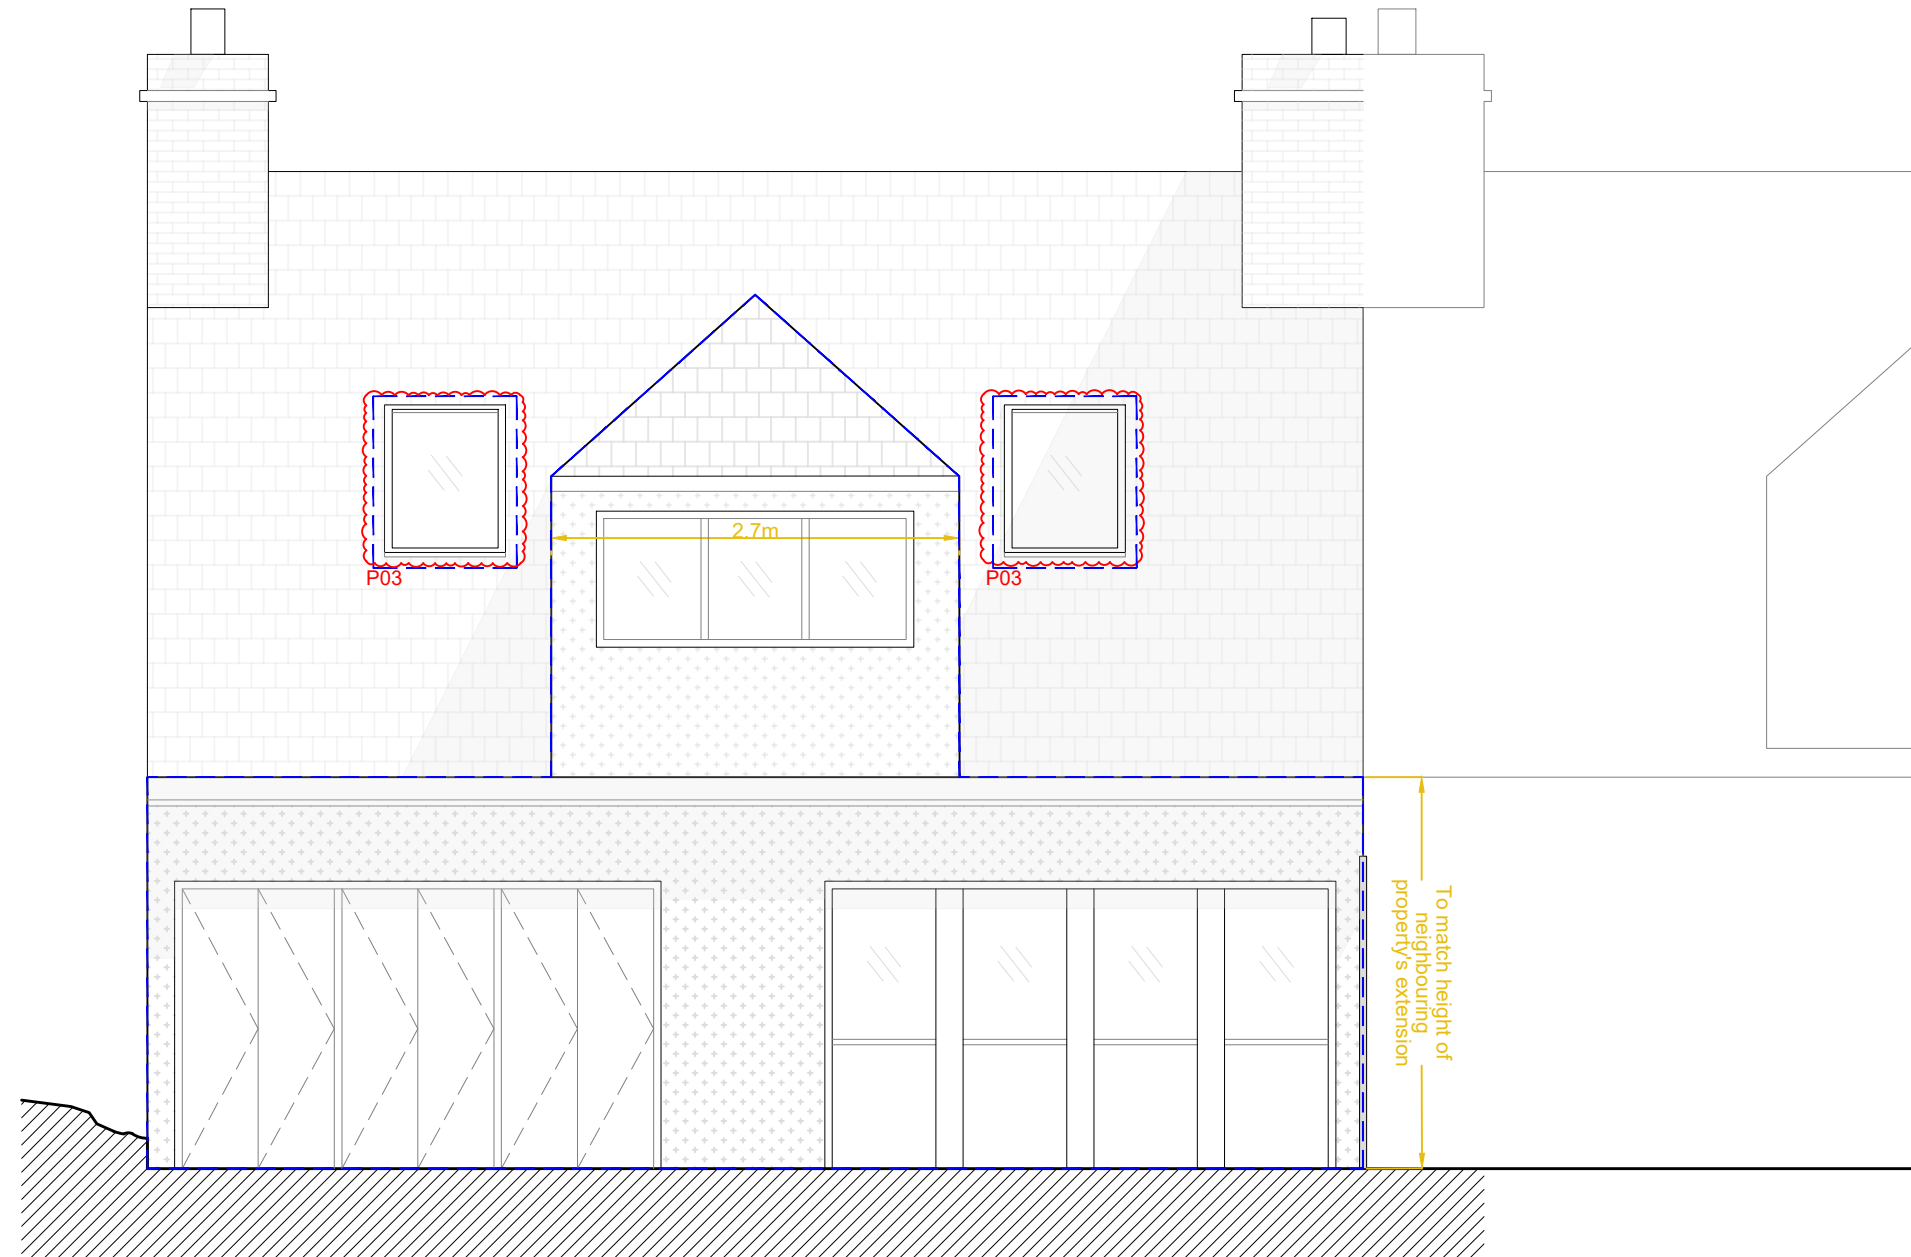 2.7m
P03
P03
To match height of
neighbouring
property's extension